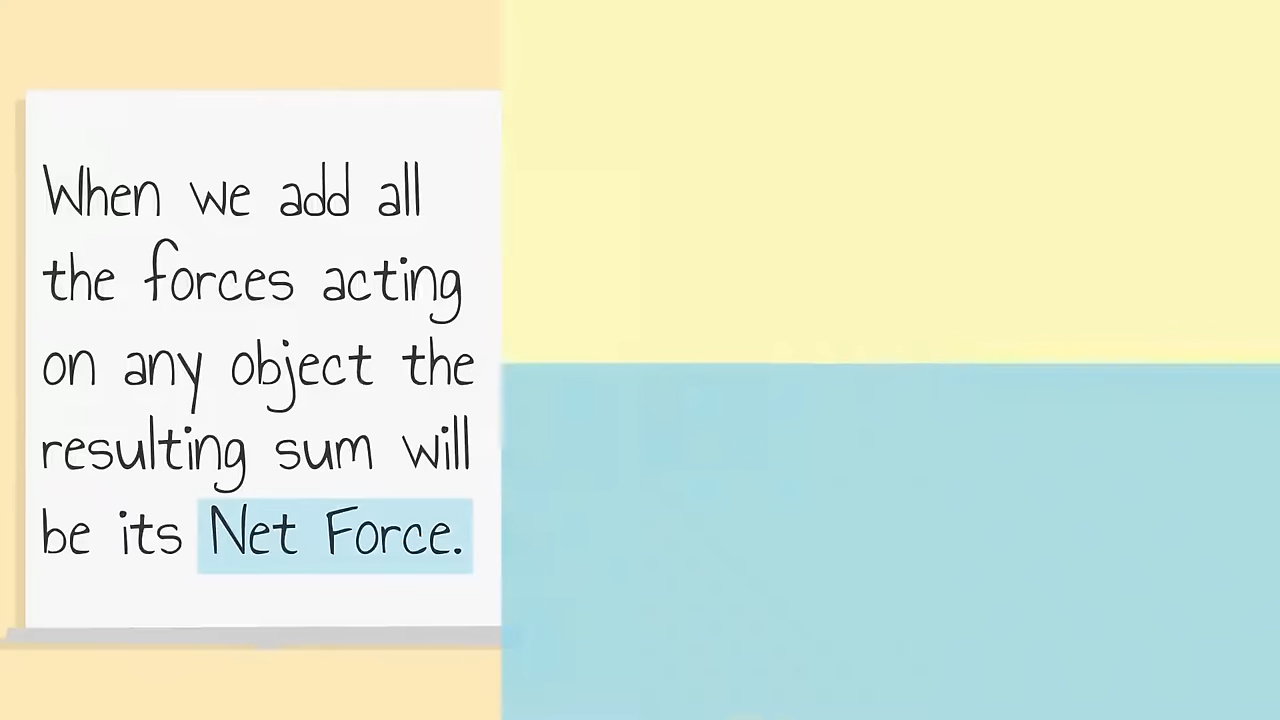 When we add all
the forces acting
on any object the
resulting sum will
be its Net Force.